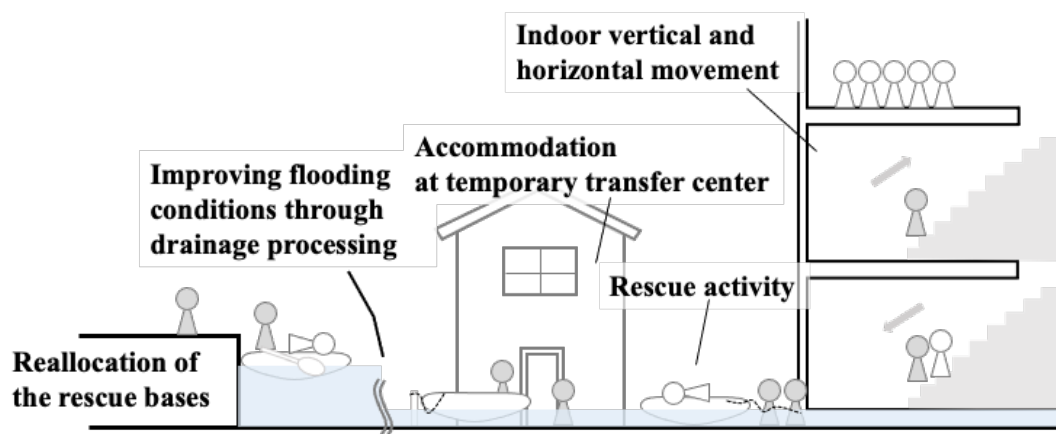 Indoor vertical and
horizontal movement
Accommodation
at temporary transfer center
Improving flooding
conditions through
drainage processing
Rescue activity
Reallocation of
the rescue bases